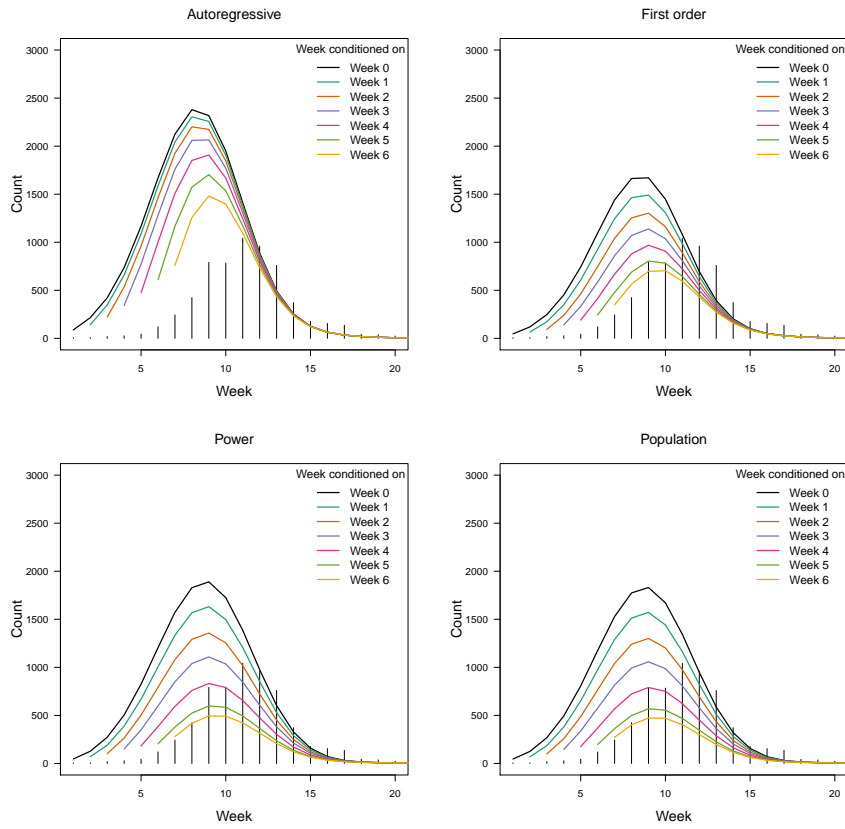 Autoregressive
Week conditioned on
Week 0
Week 1
Week 2
Week 3
Week 4
Week 5
Week 6
3000
2500
2000
1500
1000
500
0
Count
5 10 15 20
Week
First order
Week conditioned on
Week 0
Week 1
Week 2
Week 3
Week 4
Week 5
Week 6
3000
2500
2000
1500
1000
500
0
Count
5 10 15 20
Week
Power
Week conditioned on
Week 0
Week 1
Week 2
Week 3
Week 4
Week 5
Week 6
3000
2500
2000
1500
1000
500
0
Count
5 10 15 20
Week
Population
Week conditioned on
Week 0
Week 1
Week 2
Week 3
Week 4
Week 5
Week 6
3000
2500
2000
1500
1000
500
0
Count
5 10 15 20
Week